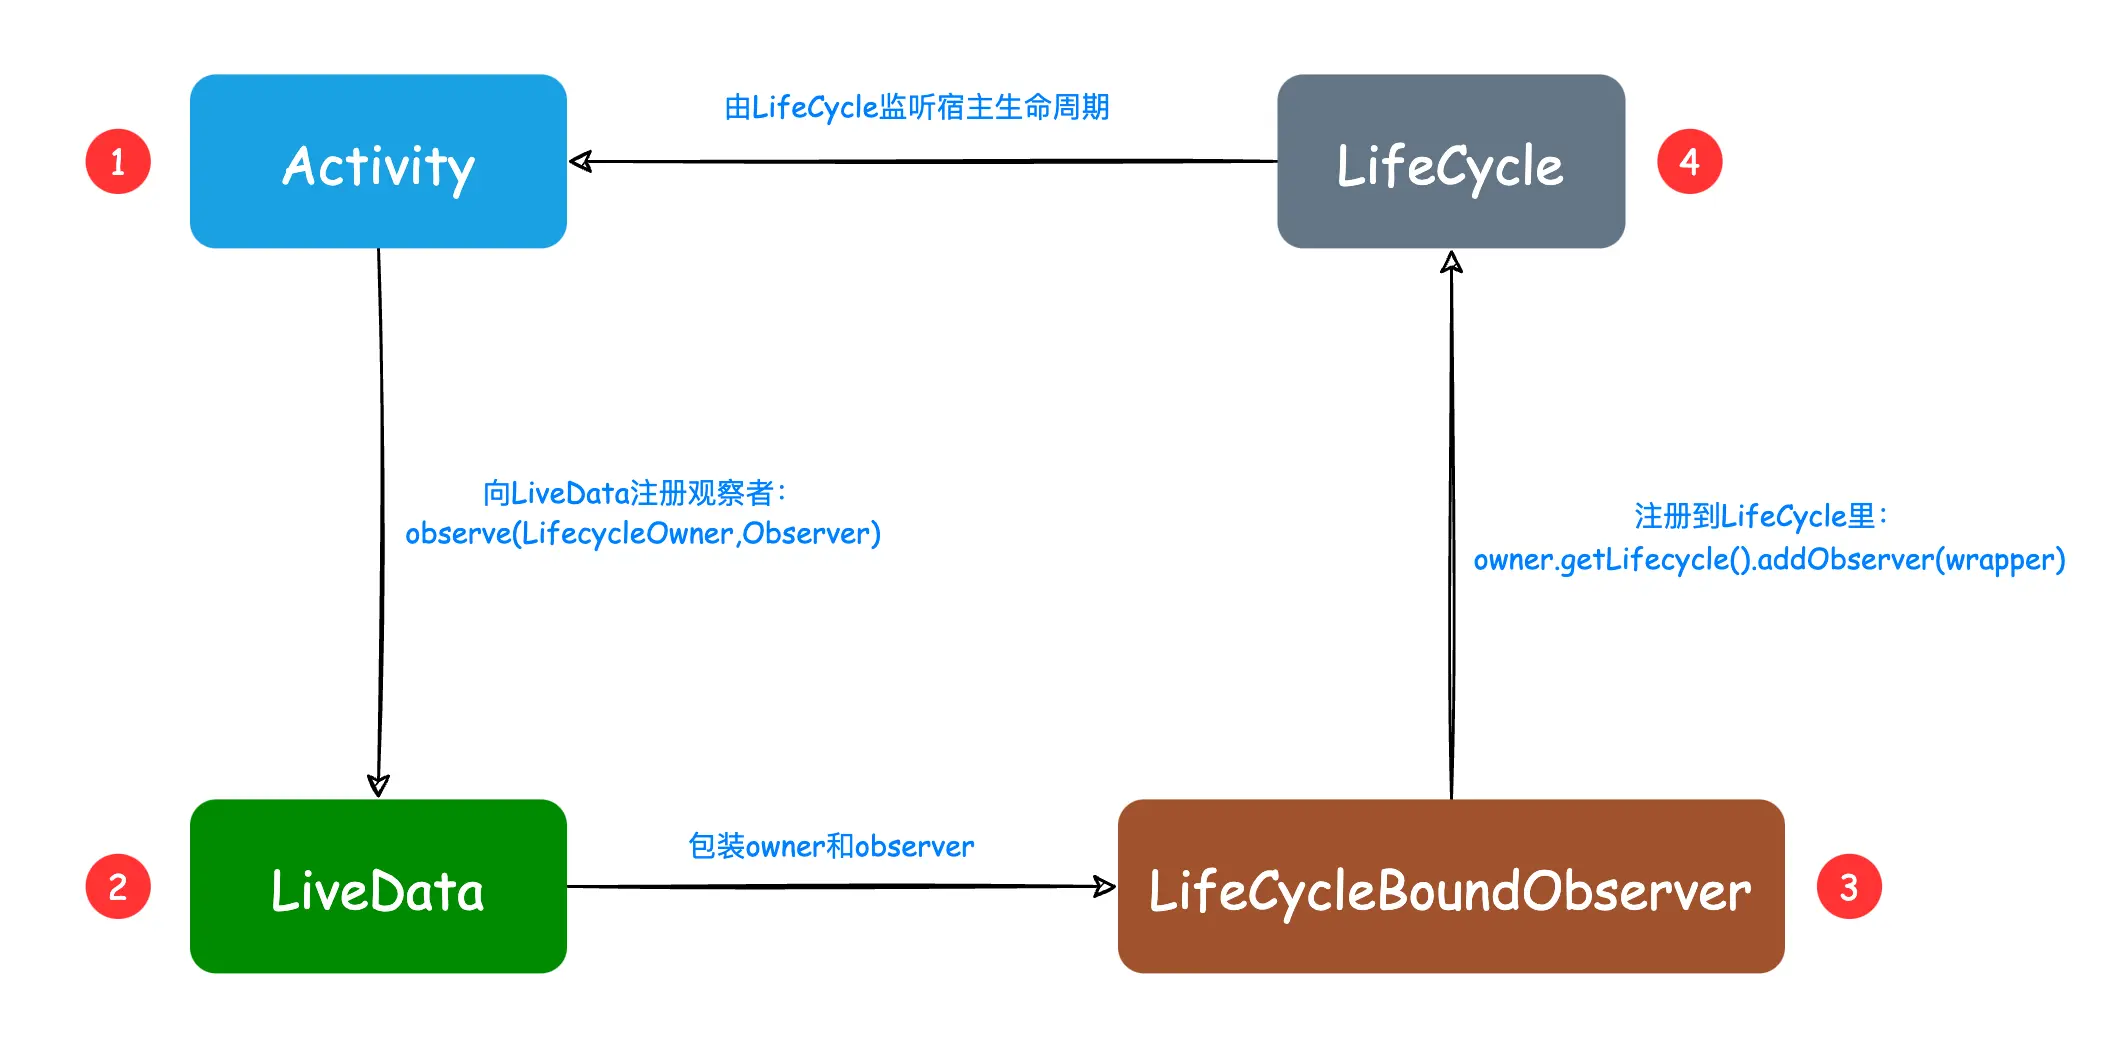 由LifeCycle监听宿主生命周期
1
Activity
LifeCycle
4
向LiveData注册观察者：
observe(LifecycleOwner,Observer)
注册到LifeCycle里：
owner.getLifecycle().addObserver(wrapper)
包装owner和observer
2
LiveData
LifeCycleBoundObserver
3